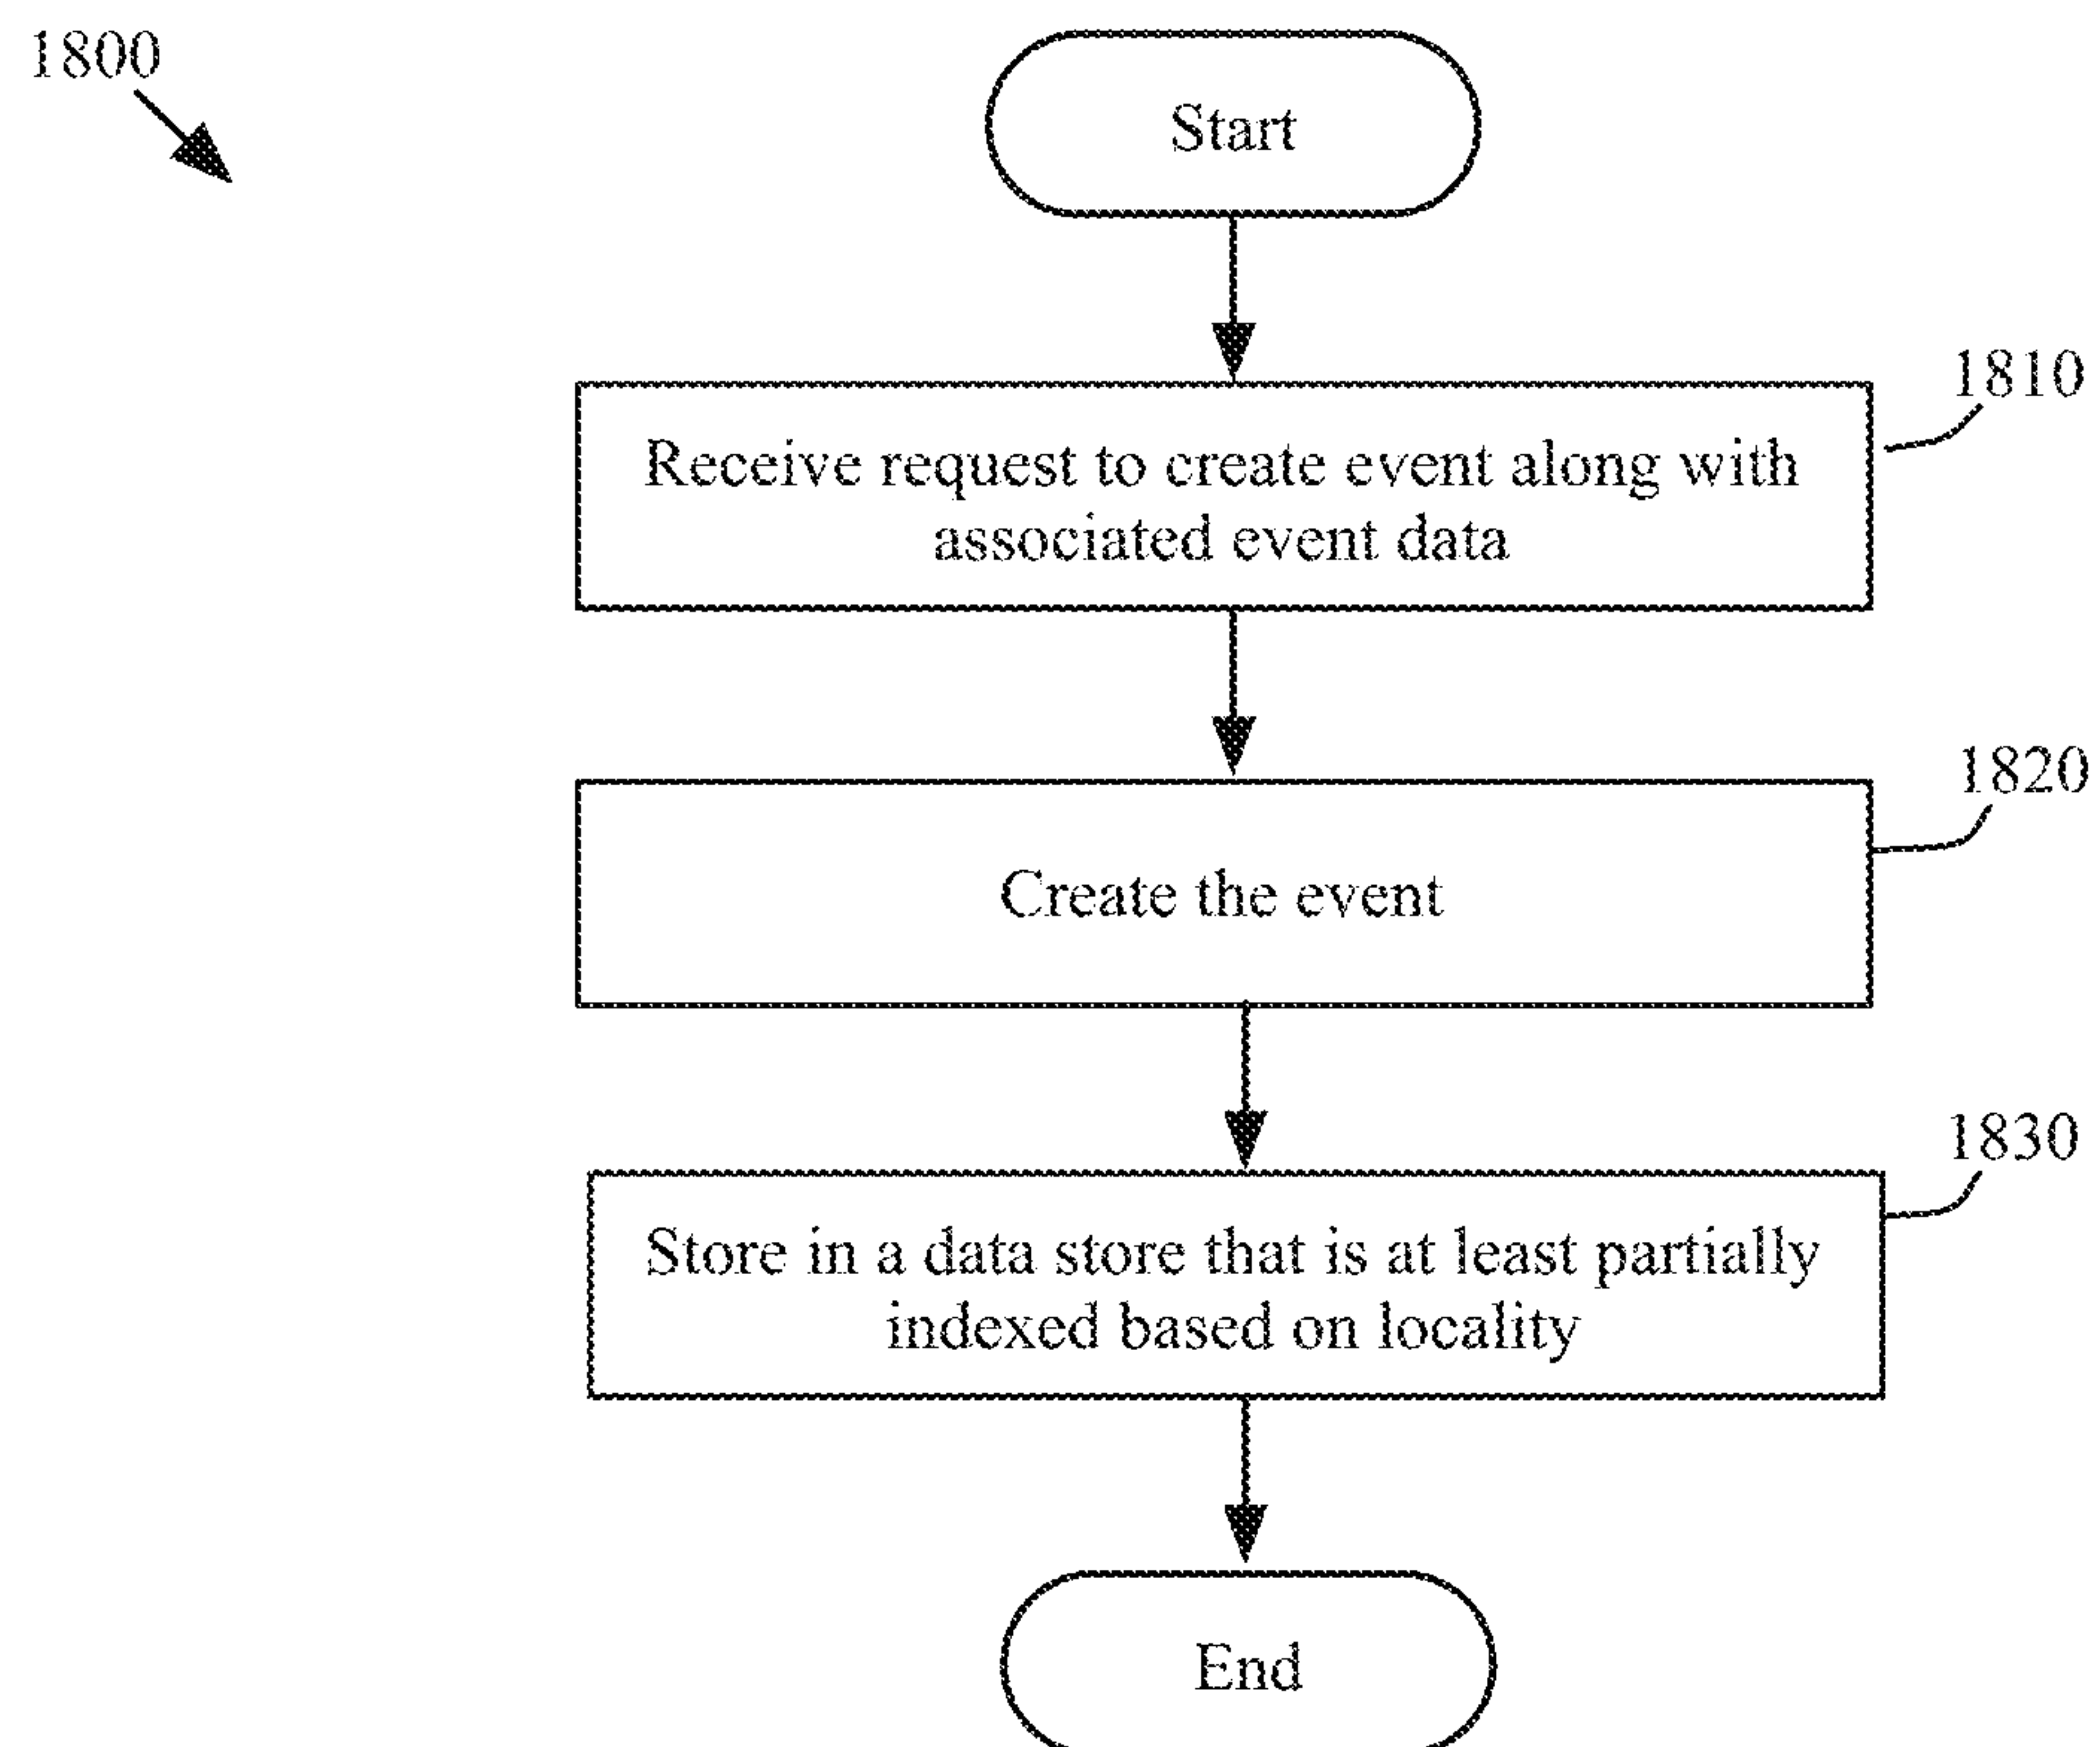 1800
Start
1810
Receive request to create event along with
associated event data
1820
Create the event
1830
Store in a data store that is at least partially
indexed based on locality
End